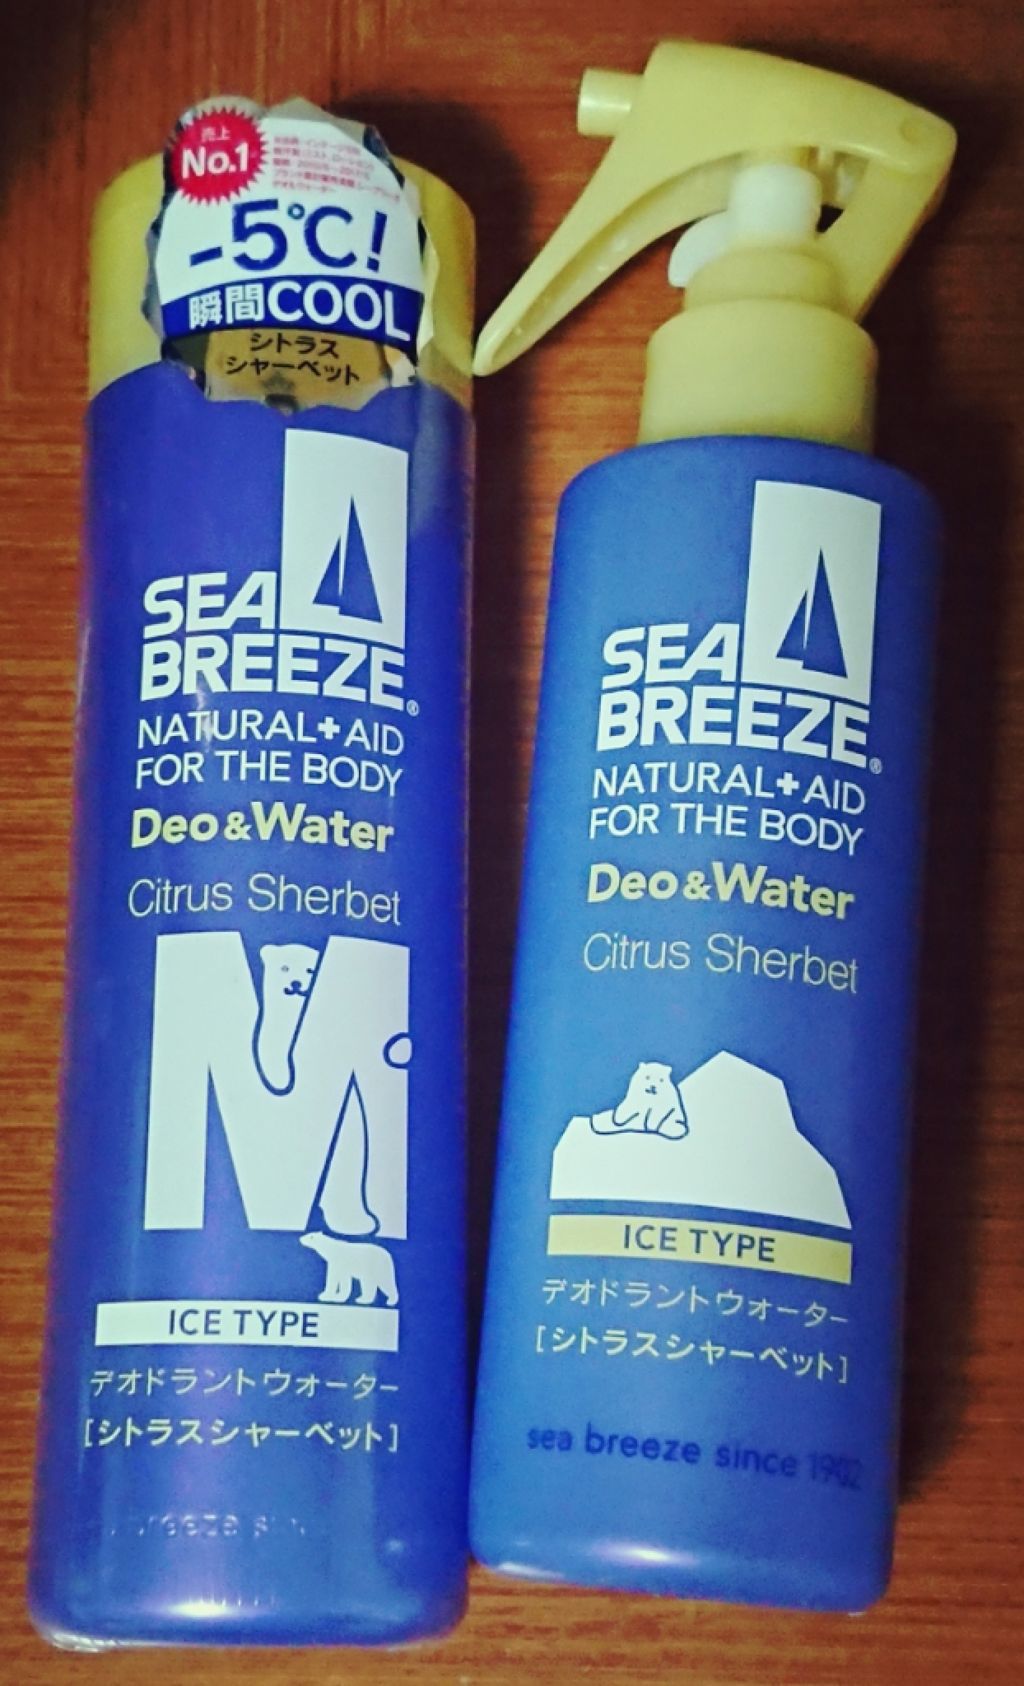 売上
No.1
-5℃!
瞬間COOL
シトラス
シャーベット
SEA
BREEZE®
NATURAL+AID
FOR THE BODY
Deo&Water
Citrus Sherbet
M
ICE TYPE
デオドラントウォーター
[シトラスシャーベット]
breeze
SEA
BREEZE®
NATURAL+AID
FOR THE BODY
Deo&Water
Citrus Sherbet
ICE TYPE
デオドラントウォーター
[シトラスシャーベット]
sea breeze since 1902